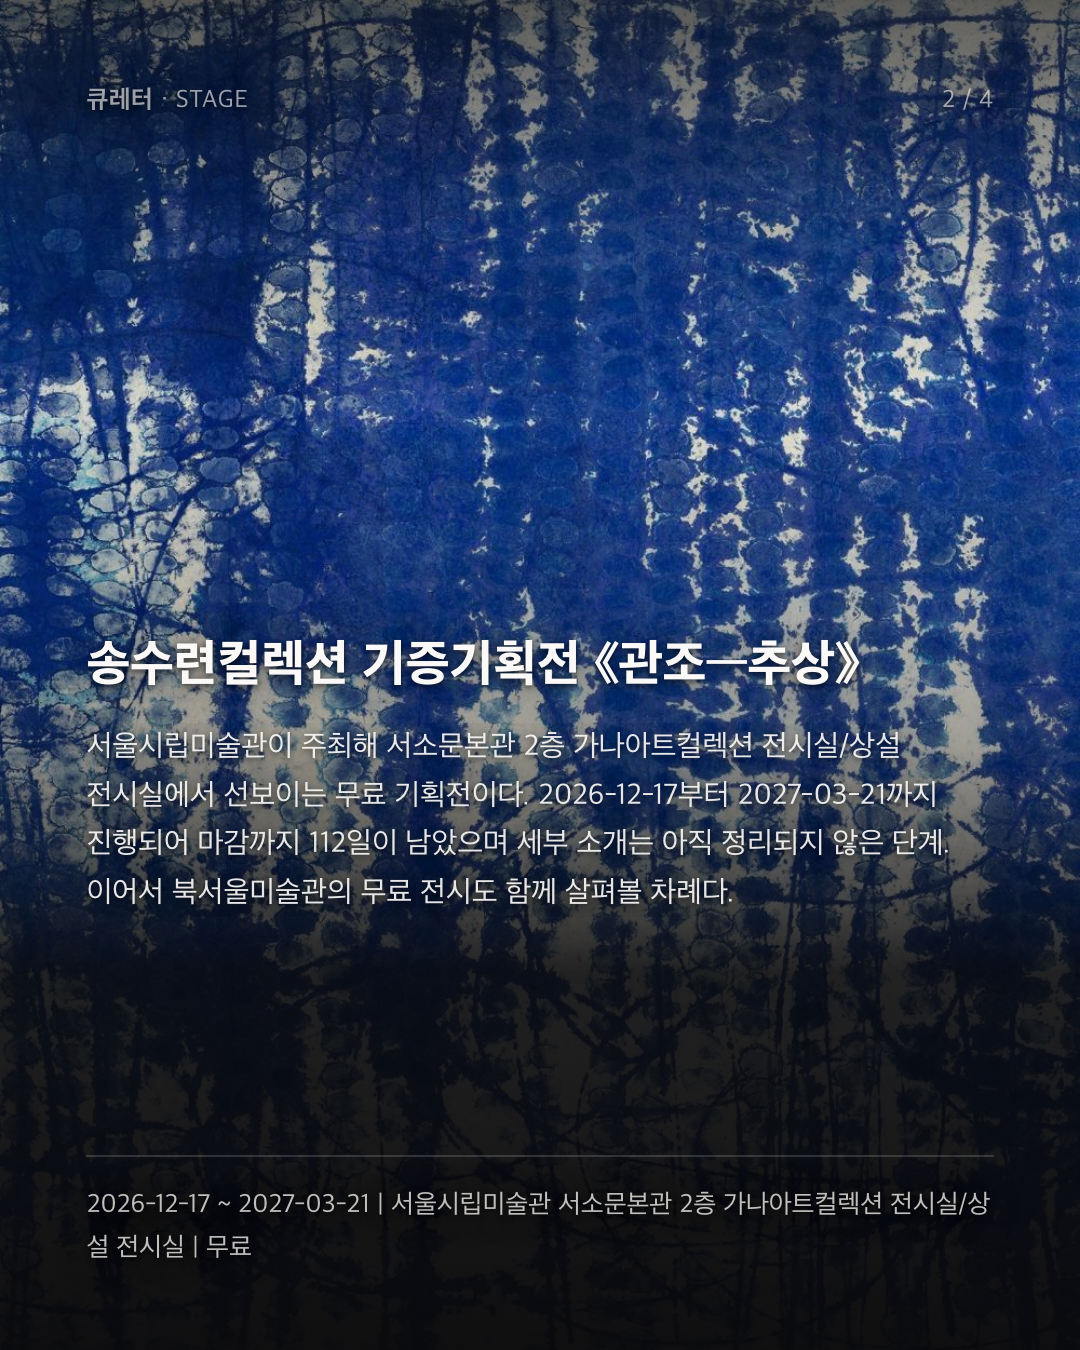 큐레터 · STAGE
2 / 4
송수련컬렉션 기증기획전 《관조—추상》
서울시립미술관이 주최해 서소문본관 2층 가나아트컬렉션 전시실/상설
전시실에서 선보이는 무료 기획전이다. 2026-12-17부터 2027-03-21까지
진행되어 마감까지 112일이 남았으며 세부 소개는 아직 정리되지 않은 단계.
이어서 북서울미술관의 무료 전시도 함께 살펴볼 차례다.
2026-12-17 ~ 2027-03-21 | 서울시립미술관 서소문본관 2층 가나아트컬렉션 전시실/상
설 전시실 | 무료